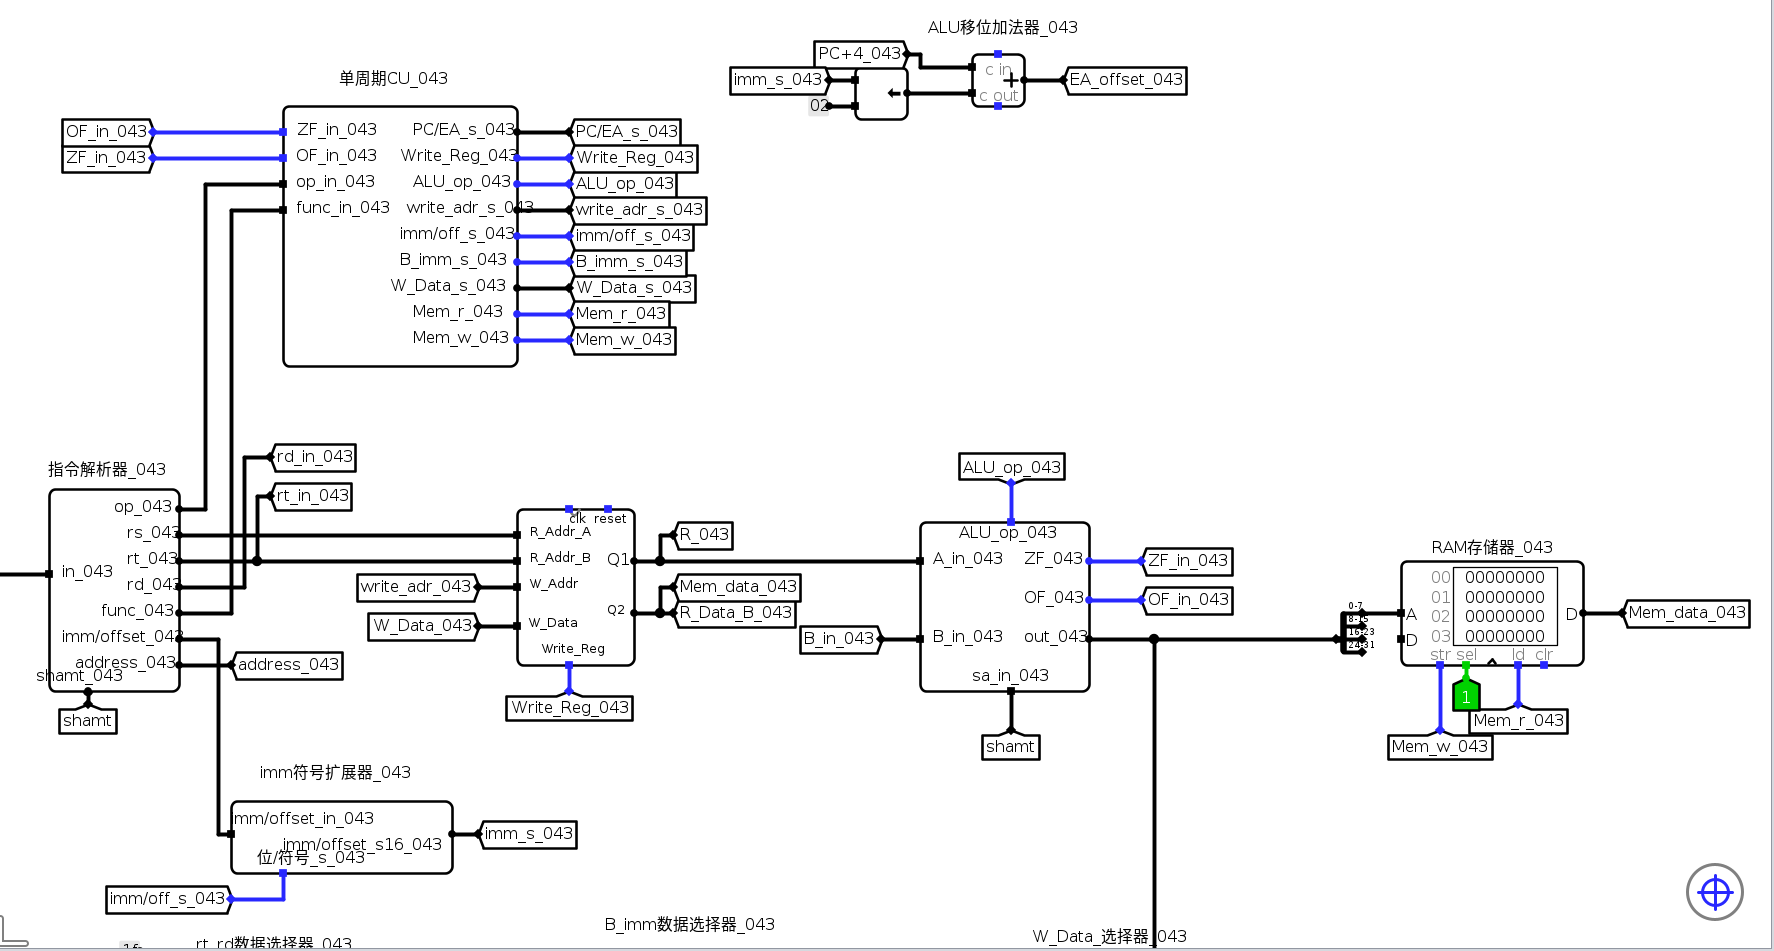 ALU移位加法器_043
PC+4_043
imm_s_043
02
c in
c out
EA_offset_043
单周期CU_043
OF_in_043
ZF_in_043
ZF_in_043
OF_in_043
op_in_043
func_in_043
PC/EA_s_043
Write_Reg_043
ALU_op_043
write_adr_s_043
imm/off_s_043
B_imm_s_043
W_Data_s_043
Mem_r_043
Mem_w_043
PC/EA_s_043
Write_Reg_043
ALU_op_043
write_adr_s_043
imm/off_s_043
B_imm_s_043
W_Data_s_043
Mem_r_043
Mem_w_043
指令解析器_043
in_043
op_043
rs_043
rt_043
rd_043
func_043
imm/offset_043
address_043
shamt_043
shamt
rd_in_043
rt_in_043
address_043
write_adr_043
W_Data_043
clk reset
R_Addr_A
R_Addr_B
W_Addr
W_Data
Write_Reg
Q1
Q2
Write_Reg_043
R_043
Mem_data_043
R_Data_B_043
B_in_043
ALU_op_043
ALU_op_043
A_in_043
B_in_043
ZF_043
OF_043
out_043
sa_in_043
shamt
ZF_in_043
OF_in_043
0-7
8-15
16-23
24-31
RAM存储器_043
00 00000000
01 00000000
02 00000000
03 00000000
A
D
D
str sel ld clr
1
Mem_data_043
Mem_r_043
Mem_w_043
imm符号扩展器_043
mm/offset_in_043
imm/offset_s16_043
位/符号_s_043
imm_s_043
imm/off_s_043
B_imm数据选择器_043
W_Data_选择器_043
1f
rt_rd数据选择器_043